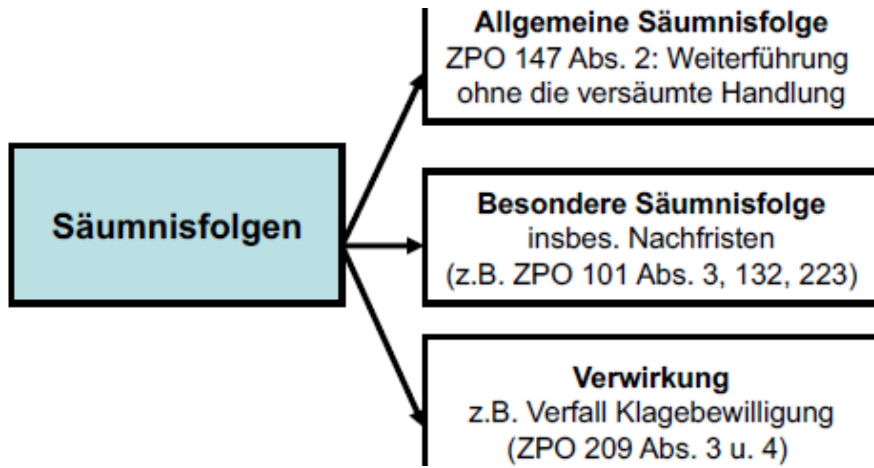 Allgemeine Säumnisfolge
ZPO 147 Abs. 2: Weiterführung
ohne die versäumte Handlung
Säumnisfolgen
Besondere Säumnisfolge
insbes. Nachfristen
(z.B. ZPO 101 Abs. 3, 132, 223)
Verwirkung
z.B. Verfall Klagebewilligung
(ZPO 209 Abs. 3 u. 4)